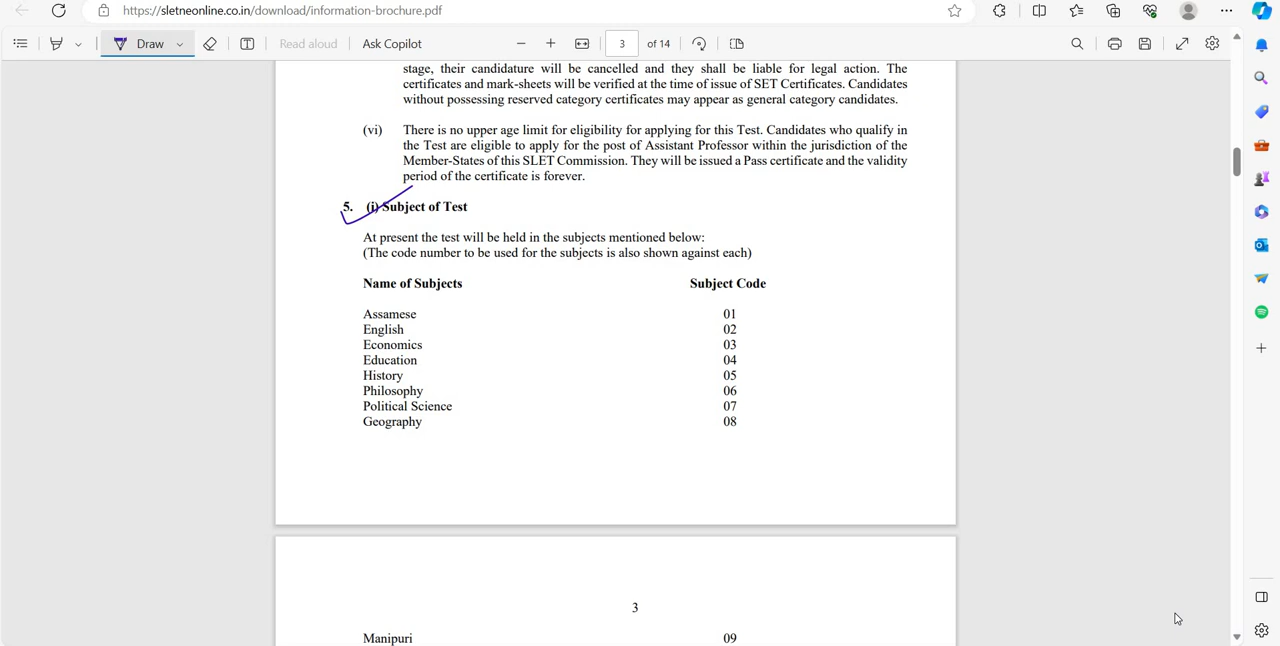 https://sletneonline.co.in/download/information-brochure.pdf
Draw
Read aloud
Ask Copilot
3
of 14
stage, their candidature will be cancelled and they shall be liable for legal action. The
certificates and mark-sheets will be verified at the time of issue of SET Certificates. Candidates
without possessing reserved category certificates may appear as general category candidates.
(vi) There is no upper age limit for eligibility for applying for this Test. Candidates who qualify in
the Test are eligible to apply for the post of Assistant Professor within the jurisdiction of the
Member-States of this SLET Commission. They will be issued a Pass certificate and the validity
period of the certificate is forever.
5. (i) Subject of Test
At present the test will be held in the subjects mentioned below:
(The code number to be used for the subjects is also shown against each)
Name of Subjects Subject Code
Assamese 01
English 02
Economics 03
Education 04
History 05
Philosophy 06
Political Science 07
Geography 08
3
Manipuri 09